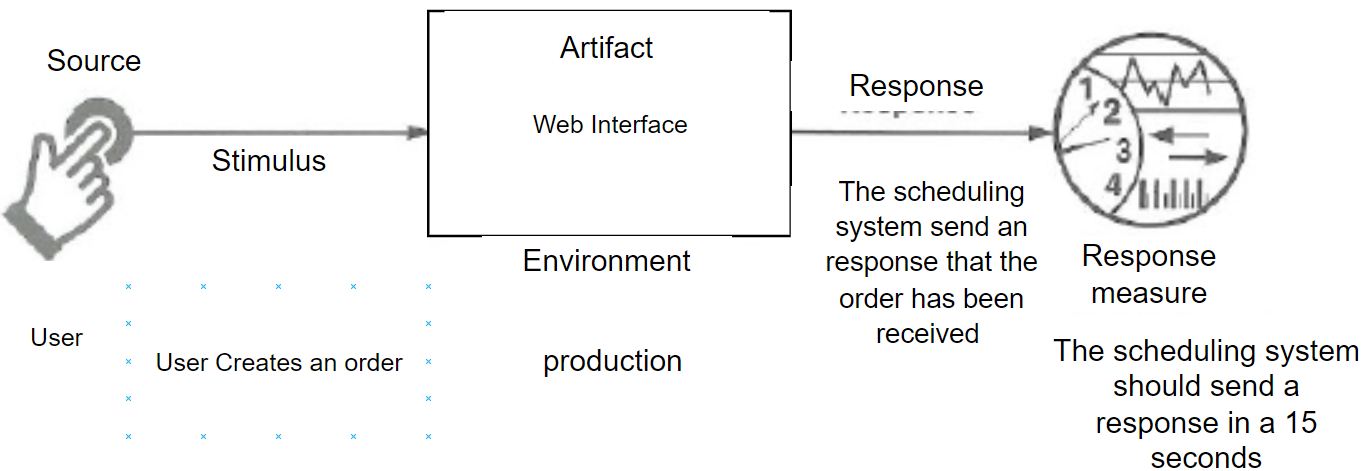 Source
Stimulus
User
User Creates an order
Artifact
Web Interface
Environment
production
Response
The scheduling
system send an
response that the
order has been
received
1
2
3
4
Response
measure
The scheduling system
should send a
response in a 15
seconds